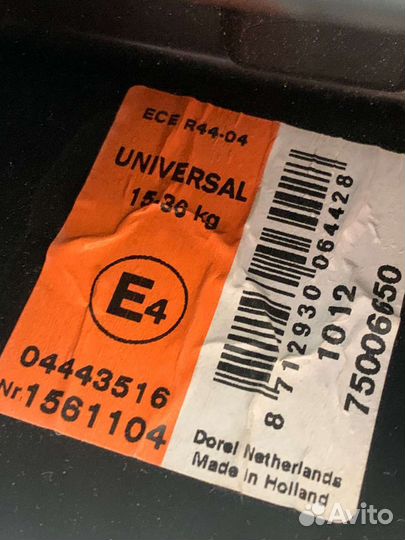 ECE R44-04
UNIVERSAL
15-36 kg
E4
04443516
Nr 1561104
8 712930 064428
1012
75006650
Dorel Netherlands
Made in Holland
Avito